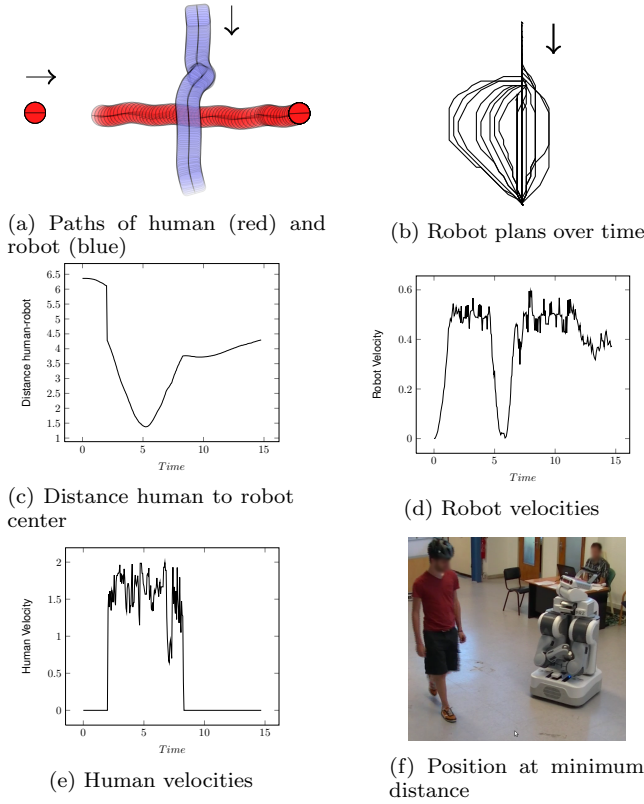 (a) Paths of human (red) and
robot (blue)
(b) Robot plans over time
6.5
6
5.5
5
4.5
4
3.5
3
2.5
2
1.5
1
Distance human-robot
0
5
10
15
Time
(c) Distance human to robot
center
0.6
0.4
0.2
0
Robot Velocity
0
5
10
15
Time
(d) Robot velocities
2
1.5
1
0.5
0
Human Velocity
0
5
10
15
Time
(e) Human velocities
(f) Position at minimum
distance